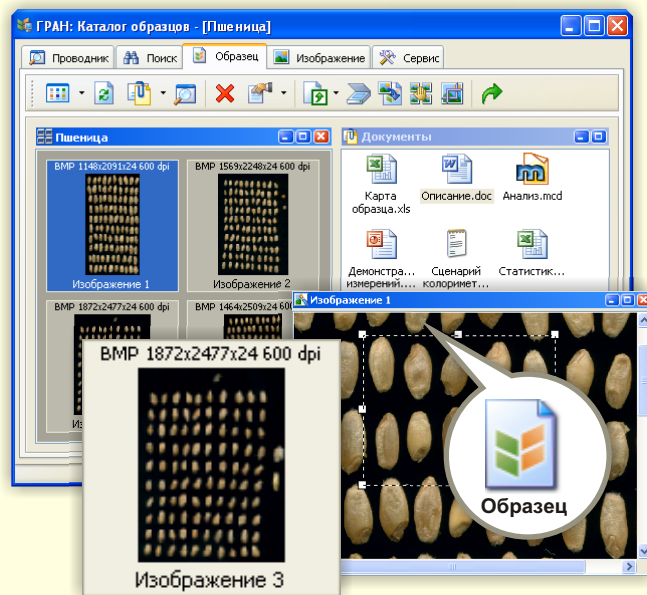 ГРАН: Каталог образцов - [Пшеница]
Проводник Поиск Образец Изображение Сервис
Пшеница
BMP 1148x2091x24 600 dpi BMP 1569x2248x24 600 dpi
Изображение 1 Изображение 2
BMP 1872x2477x24 600 dpi BMP 1464x2509x24 600
Документы
Карта образца.xls Описание.doc Анализ.mcd
Демонстра... измерений.... Сценарий колоримет... Статистик...
Изображение 1
BMP 1872x2477x24 600 dpi
Изображение 3
Образец